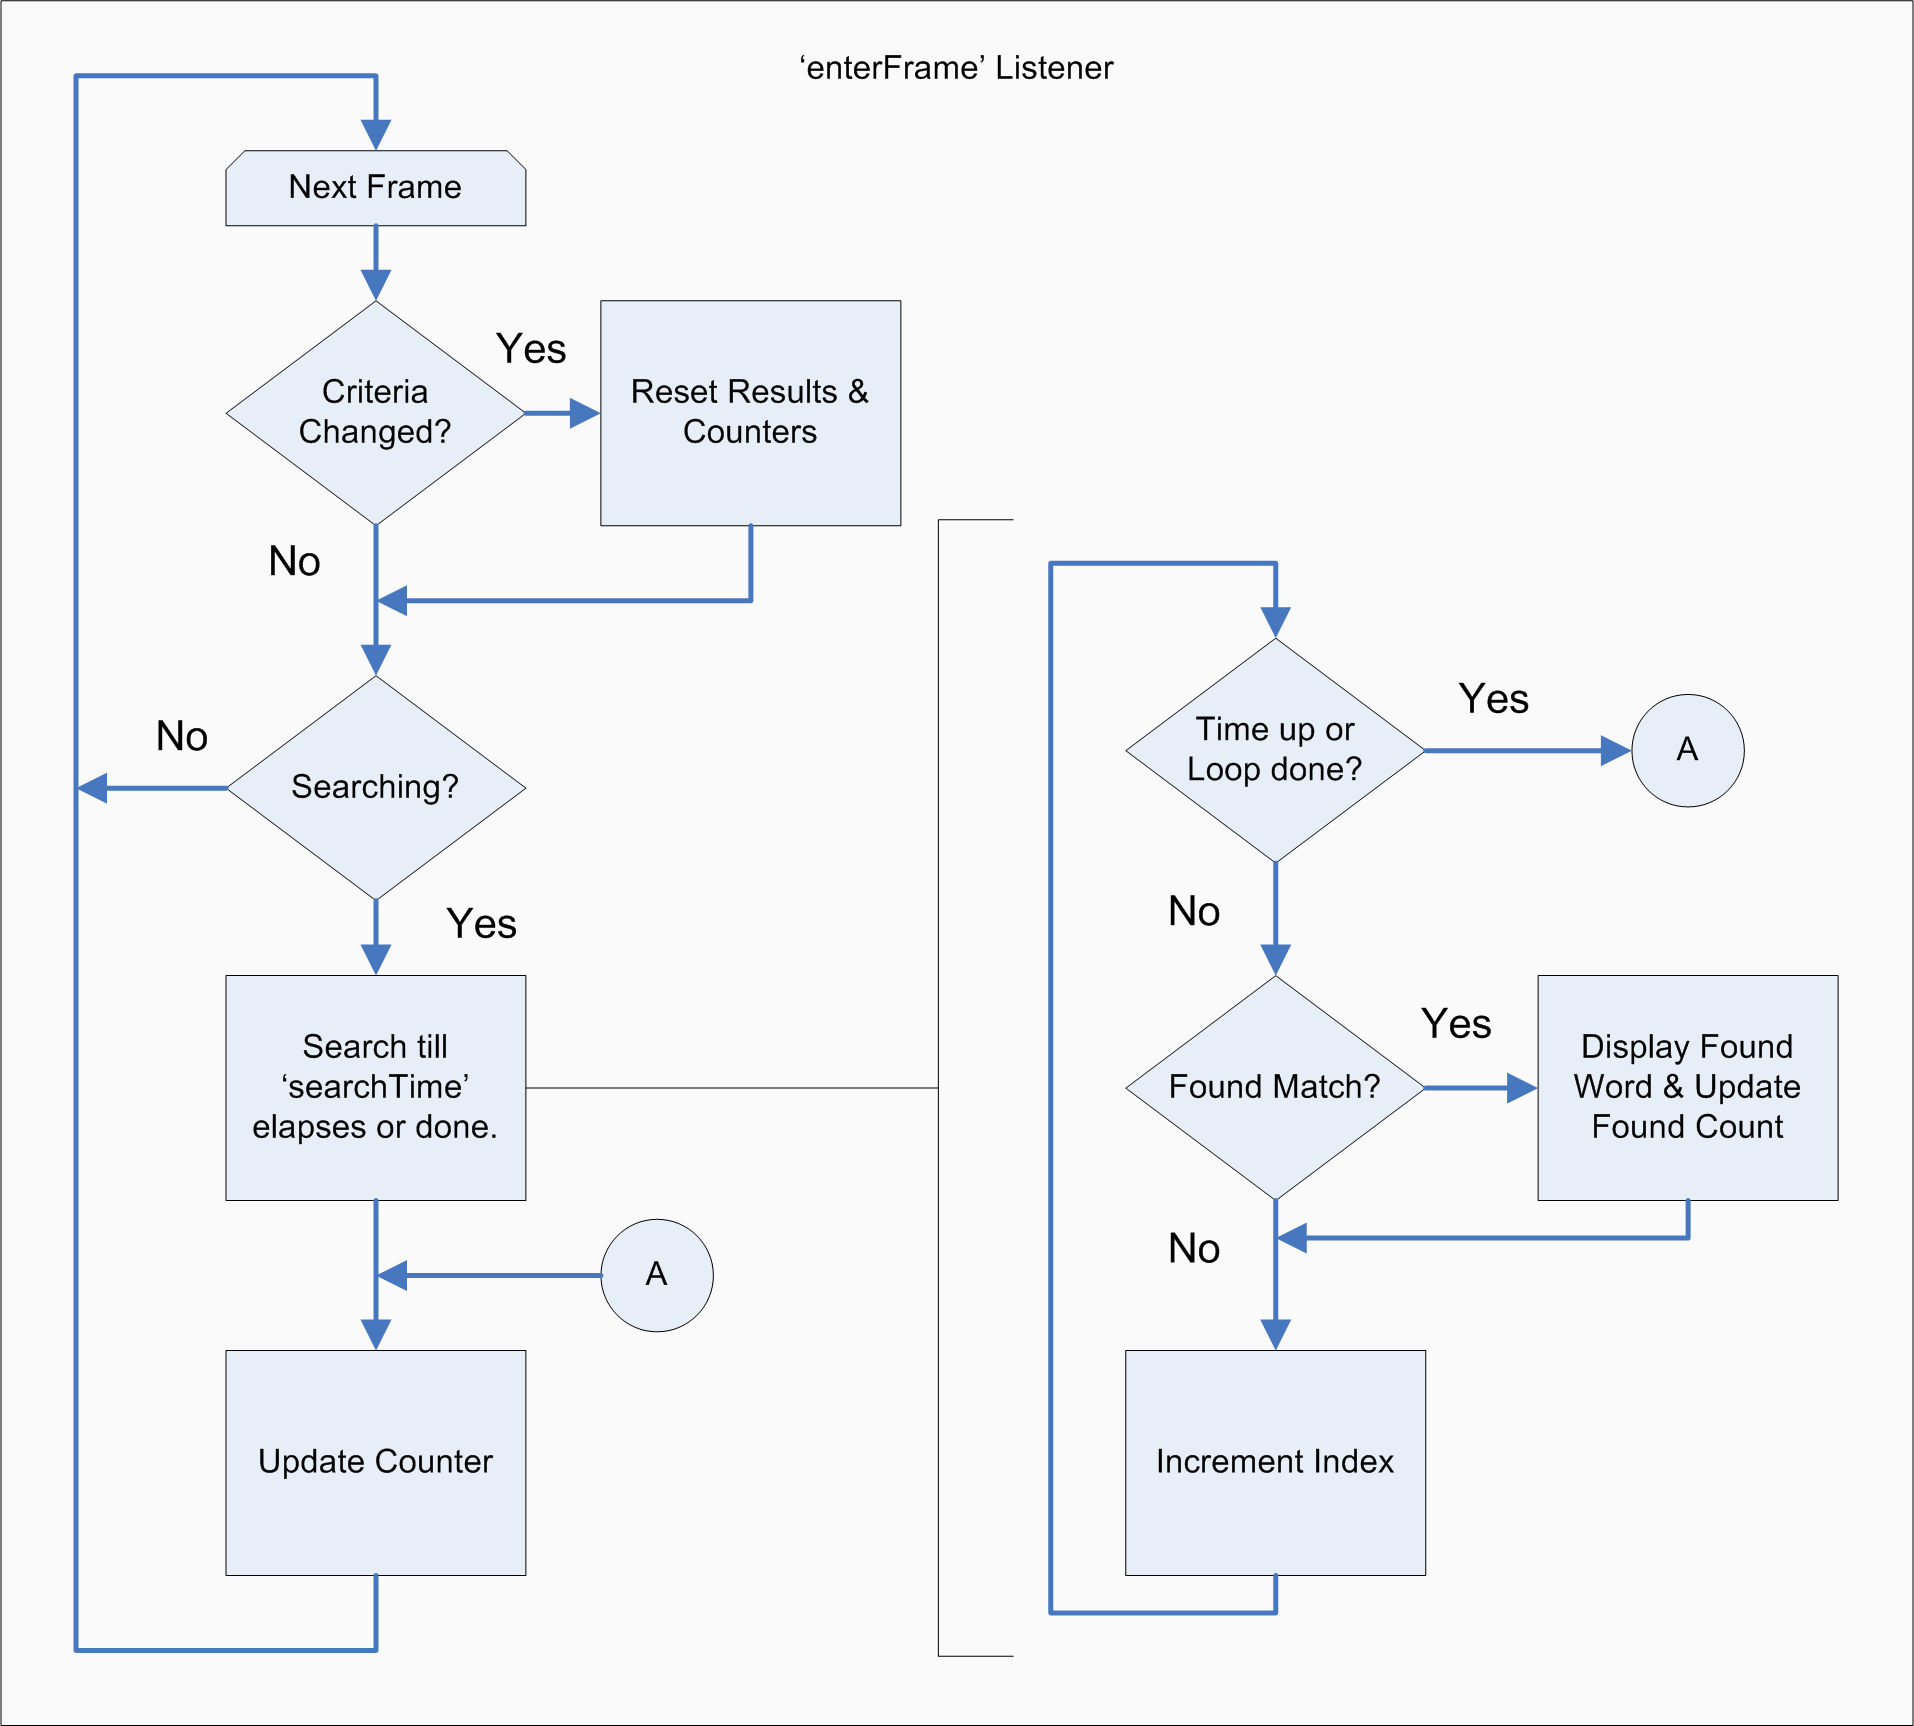 ‘enterFrame’ Listener
Next Frame
Criteria
Changed?
Yes
Reset Results &
Counters
No
Searching?
No
Yes
Search till
‘searchTime’
elapses or done.
A
Update Counter
Time up or
Loop done?
Yes
A
No
Found Match?
Yes
Display Found
Word & Update
Found Count
No
Increment Index